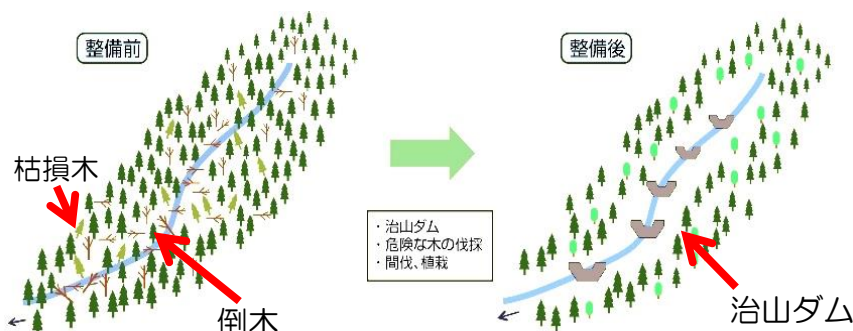 整備前
枯損木
倒木
・治山ダム
・危険な木の伐採
・間伐、植栽
整備後
治山ダム